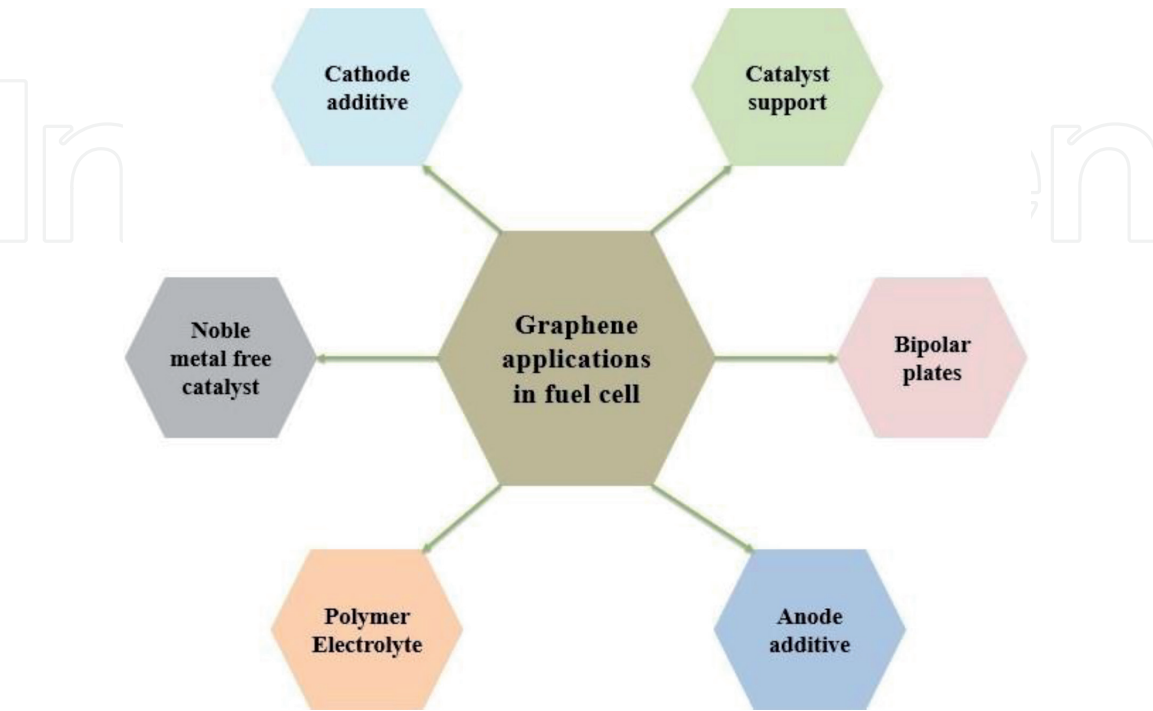 Cathode
additive
Catalyst
support
Noble
metal free
catalyst
Graphene
applications
in fuel cell
Bipolar
plates
Polymer
Electrolyte
Anode
additive